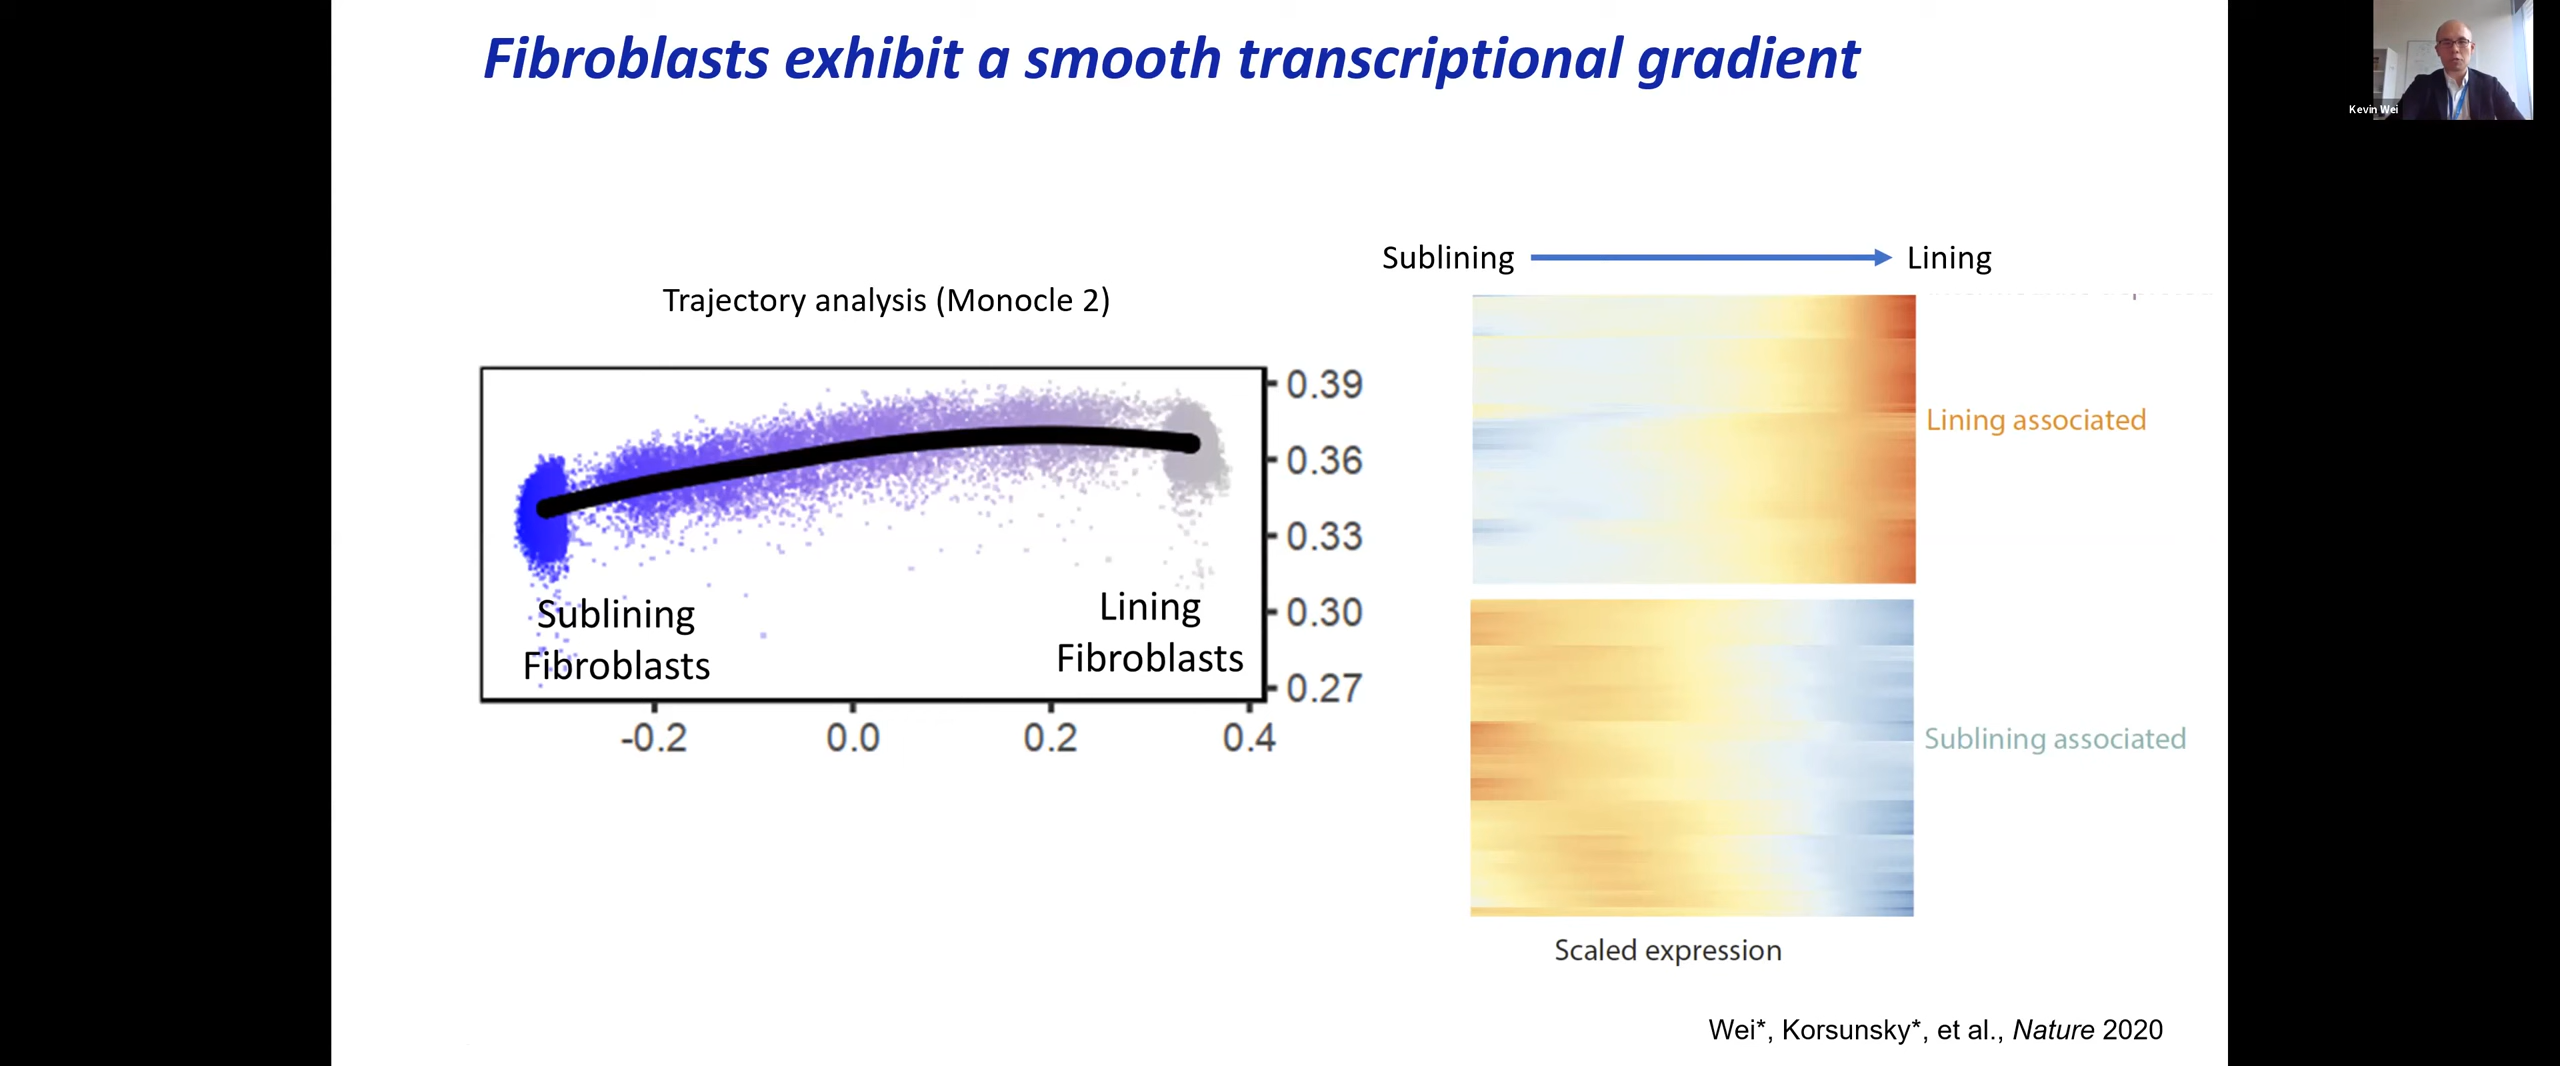 Fibroblasts exhibit a smooth transcriptional gradient
Kevin Wei
Trajectory analysis (Monocle 2)
0.39
0.36
0.33
0.30
0.27
Sublining
Fibroblasts
Lining
Fibroblasts
-0.2
0.0
0.2
0.4
Sublining
Lining
Lining associated
Sublining associated
Scaled expression
Wei*, Korsunsky*, et al., Nature 2020